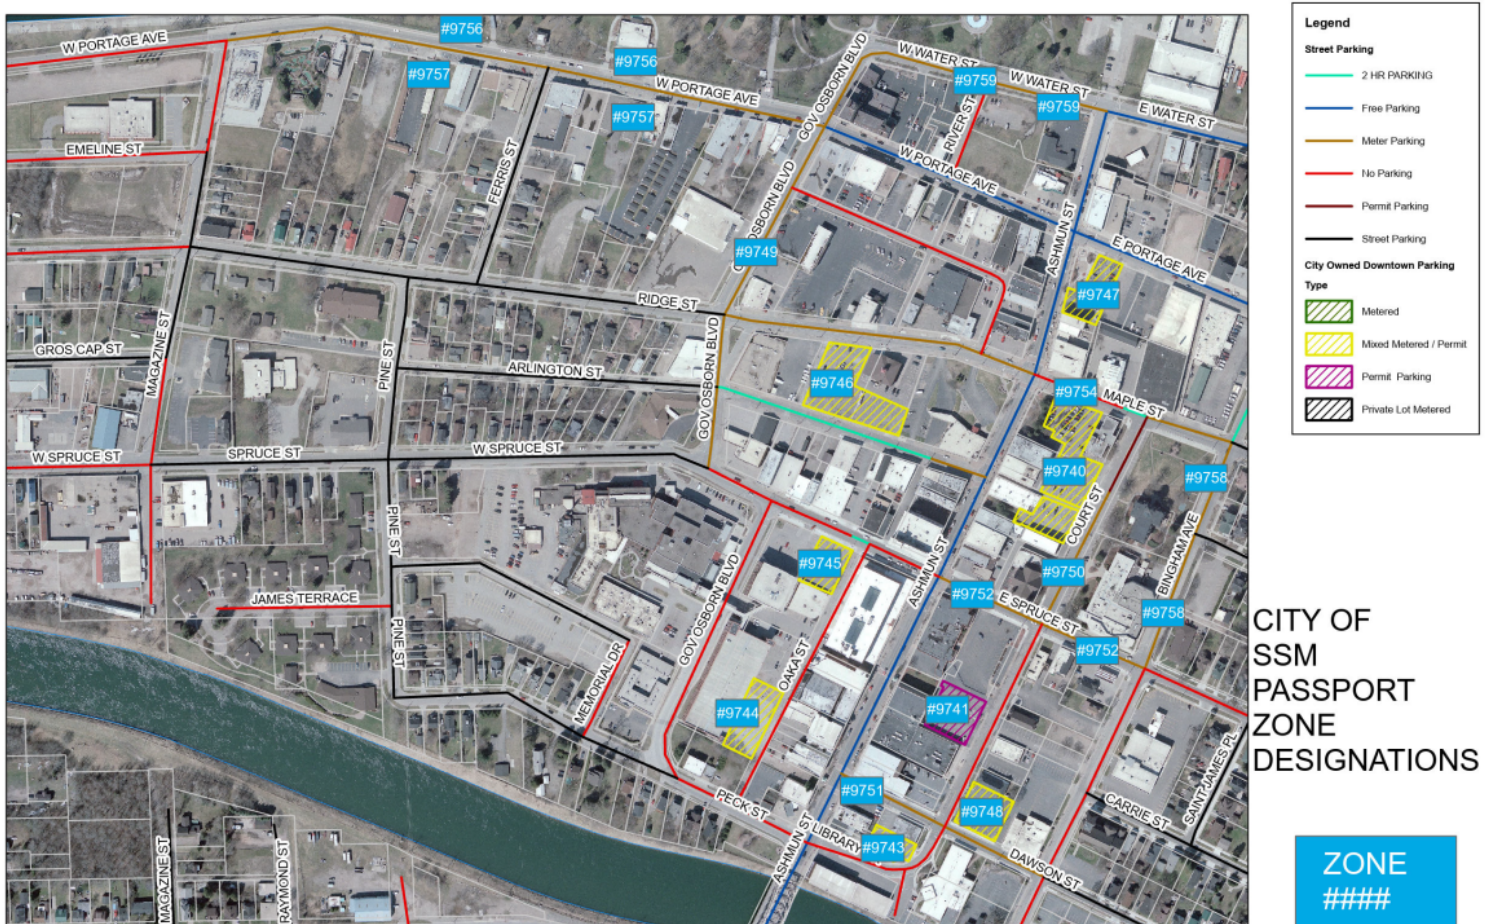 #9756
W PORTAGE AVE
#9757
#9756
W PORTAGE AVE
#9757
GOV OSBORN BLVD
W WATER ST
#9759
W WATER ST
#9759
E WATER ST
RIVER ST
EMELINE ST
FERRIS ST
W PORTAGE AVE
OSBORN BLVD
#9749
ASHMUN ST
E PORTAGE AVE
#9747
RIDGE ST
MAGAZINE ST
GROS CAP ST
PINE ST
ARLINGTON ST
GOV OSBORN BLVD
#9746
#9754
MAPLE ST
W SPRUCE ST
SPRUCE ST
W SPRUCE ST
#9740
#9758
COURT ST
PINE ST
BINGHAM AVE
#9745
ASHMUN ST
#9750
GOV OSBORN BLVD
#9752
E SPRUCE ST
#9758
JAMES TERRACE
PINE ST
#9752
OAKA ST
MEMORIAL DR
#9744
#9741
SAINT JAMES PL
PECK ST
#9751
#9748
CARRIE ST
ASHMUN ST
LIBRARY
#9743
DAWSON ST
MAGAZINE ST
RAYMOND ST
Legend
Street Parking
2 HR PARKING
Free Parking
Meter Parking
No Parking
Permit Parking
Street Parking
City Owned Downtown Parking
Type
Metered
Mixed Metered / Permit
Permit Parking
Private Lot Metered
CITY OF
SSM
PASSPORT
ZONE
DESIGNATIONS
ZONE
####